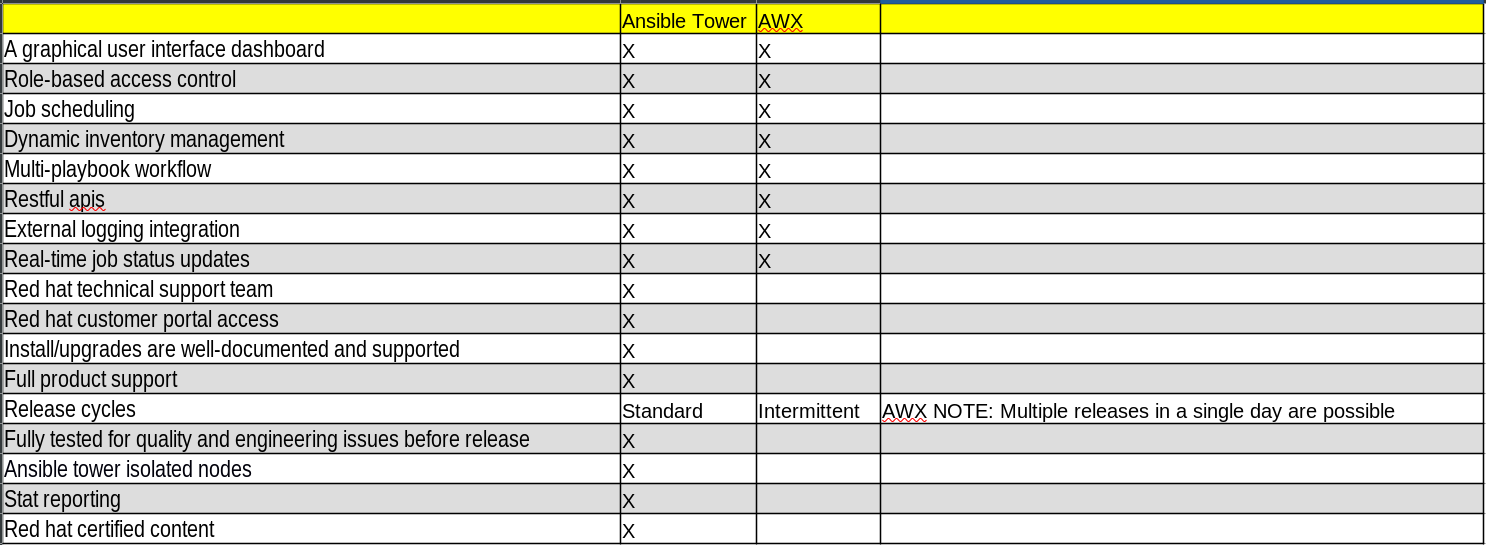 Ansible Tower AWX
A graphical user interface dashboard X X
Role-based access control X X
Job scheduling X X
Dynamic inventory management X X
Multi-playbook workflow X X
Restful apis X X
External logging integration X X
Real-time job status updates X X
Red hat technical support team X
Red hat customer portal access X
Install/upgrades are well-documented and supported X
Full product support X
Release cycles Standard Intermittent AWX NOTE: Multiple releases in a single day are possible
Fully tested for quality and engineering issues before release X
Ansible tower isolated nodes X
Stat reporting X
Red hat certified content X